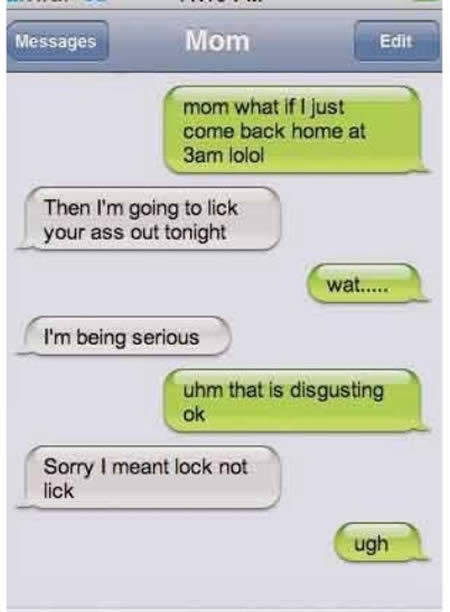 Messages
Mom
Edit
mom what if I just
come back home at
3am lolol
Then I'm going to lick
your ass out tonight
wat.....
I'm being serious
uhm that is disgusting
ok
Sorry I meant lock not
lick
ugh